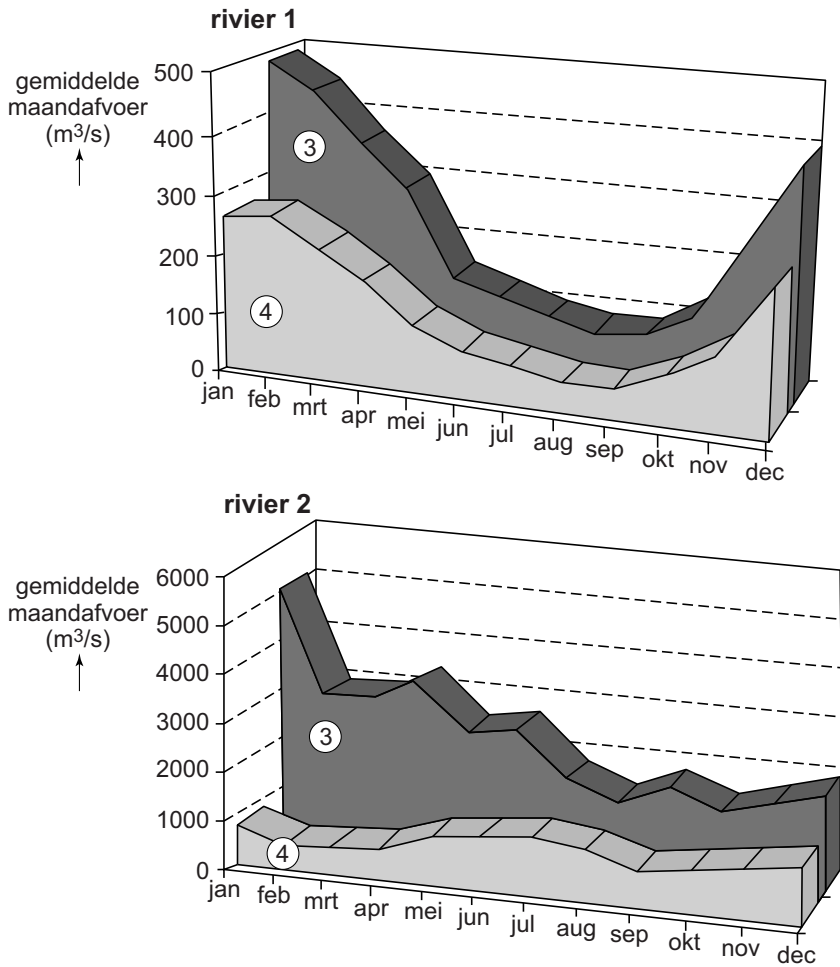 rivier 1
gemiddelde
maandafvoer
(m3/s)
500
400
300
200
100
0
3
4
jan
feb
mrt
apr
mei
jun
jul
aug
sep
okt
nov
dec
rivier 2
gemiddelde
maandafvoer
(m3/s)
6000
5000
4000
3000
2000
1000
0
3
4
jan
feb
mrt
apr
mei
jun
jul
aug
sep
okt
nov
dec